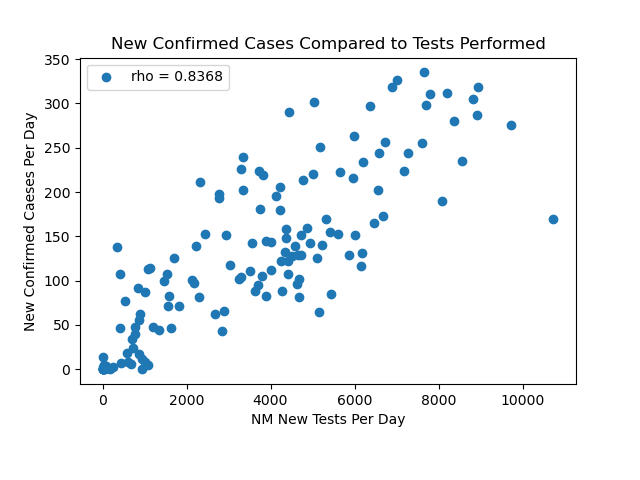 New Confirmed Cases Compared to Tests Performed
rho = 0.8368
350
300
250
200
150
100
50
0
New Confirmed Caeses Per Day
0 2000 4000 6000 8000 10000
NM New Tests Per Day